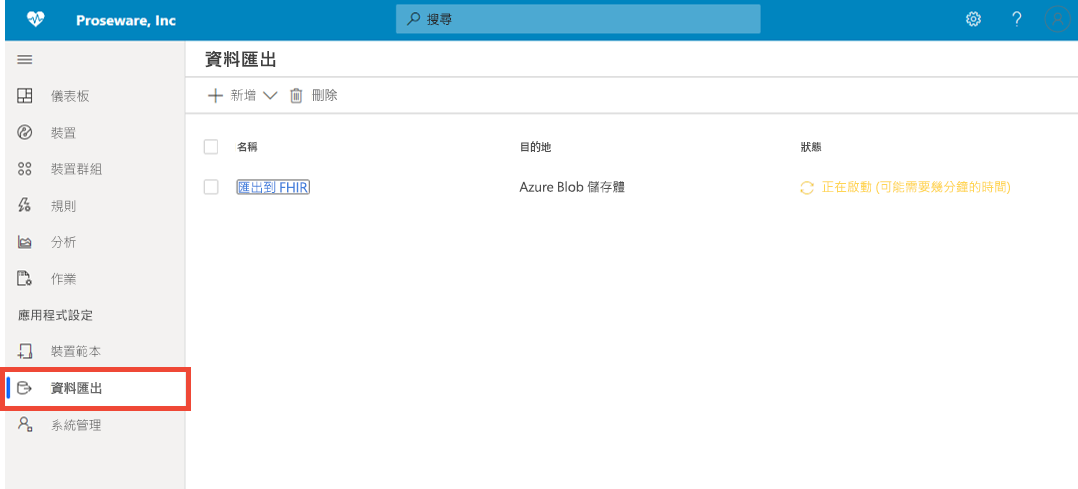 Proseware, Inc
搜尋
?
資料匯出
新增
刪除
儀表板
裝置
裝置群組
規則
分析
作業
應用程式設定
裝置範本
資料匯出
系統管理
名稱 目的地 狀態
匯出到 FHIR Azure Blob 儲存體 正在啟動 (可能需要幾分鐘的時間)